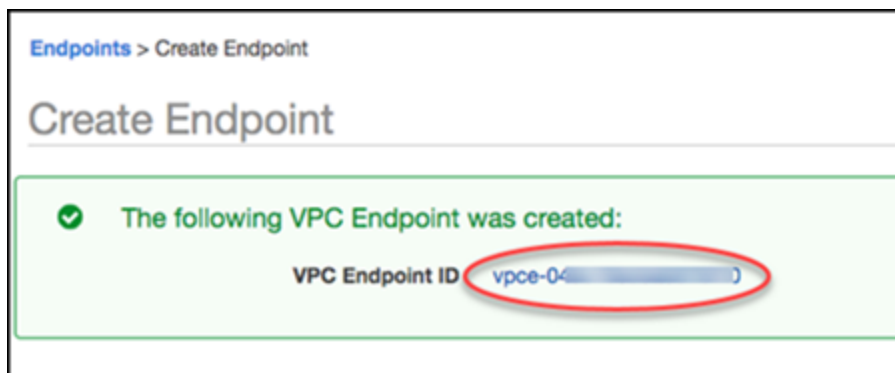 Endpoints > Create Endpoint
Create Endpoint
The following VPC Endpoint was created:
VPC Endpoint ID